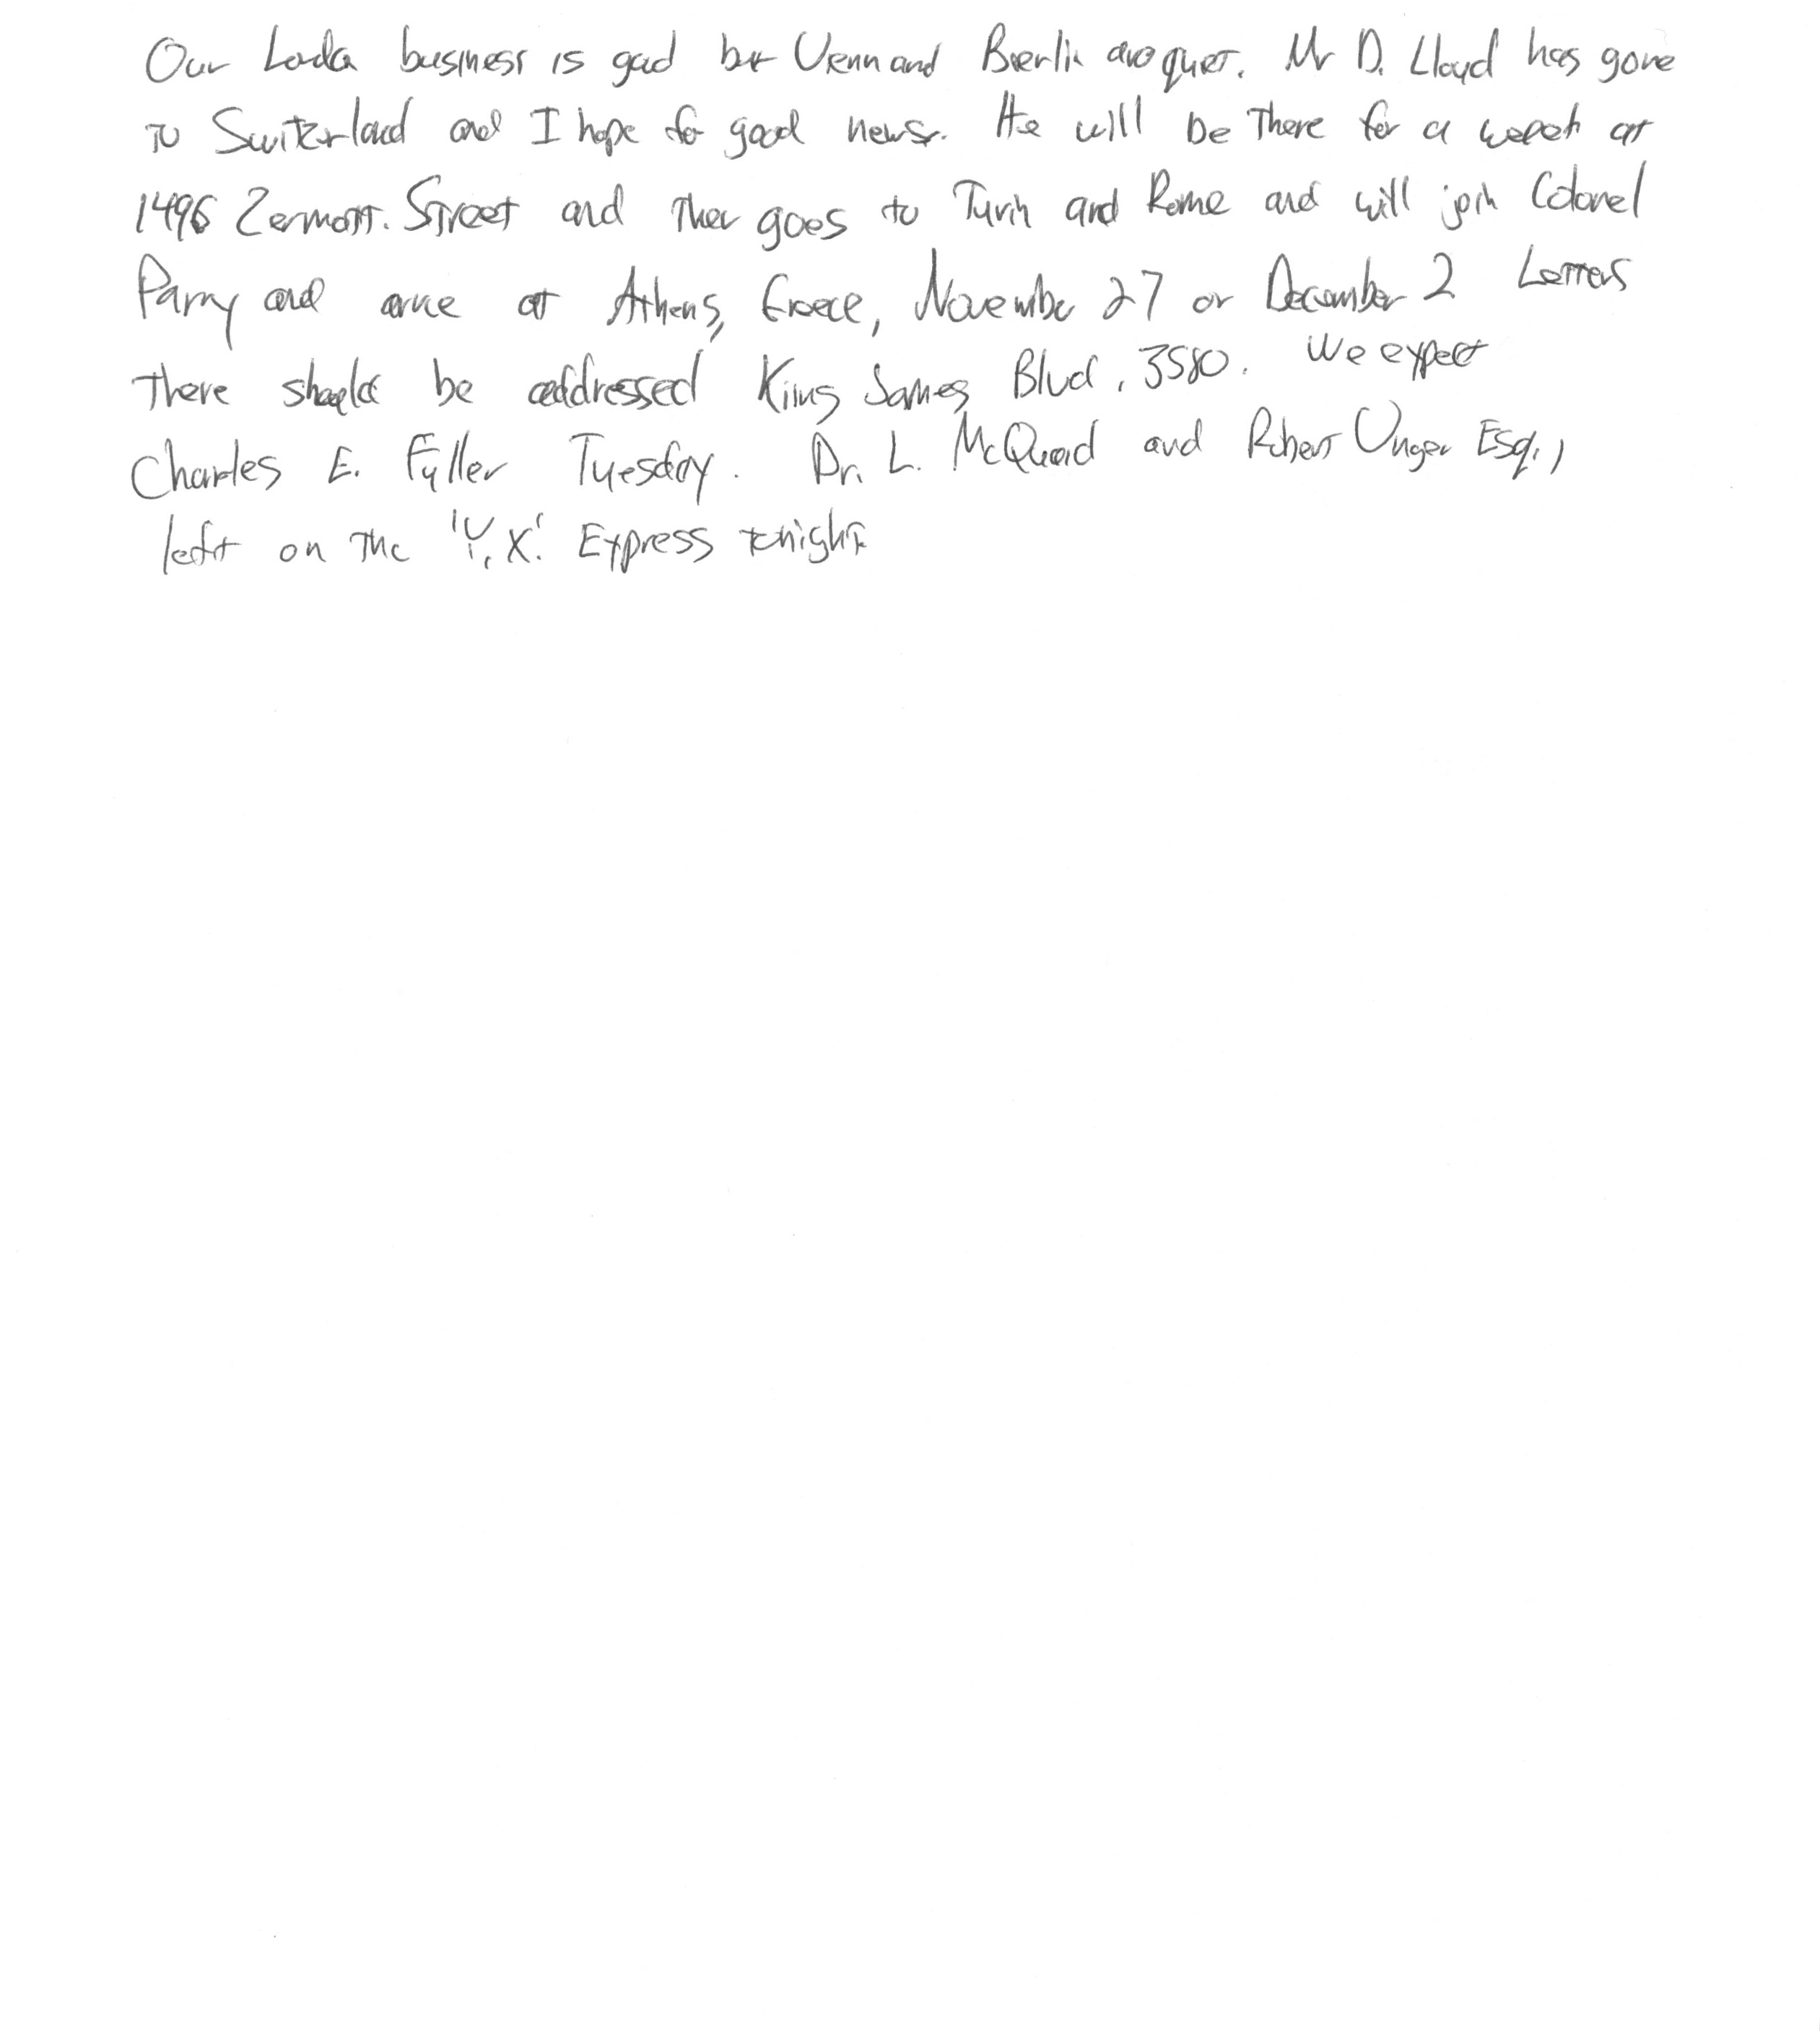 Our London business is good but Vienna and Berlin are quiet. Mr D. Lloyd has gone
to Switzerland and I hope for good news. He will be there for a week at
1496 Zermott. Street and then goes to Turin and Rome and will join Colonel
Parry and arrive at Athens, Greece, November 27 or December 2 Letters
there should be addressed King James Blvd, 3580. We expect
Charles E. Fuller Tuesday. Dr. L. McQuaid and Robert Unger Esq.,
left on the 'Y.X.' Express tonight.